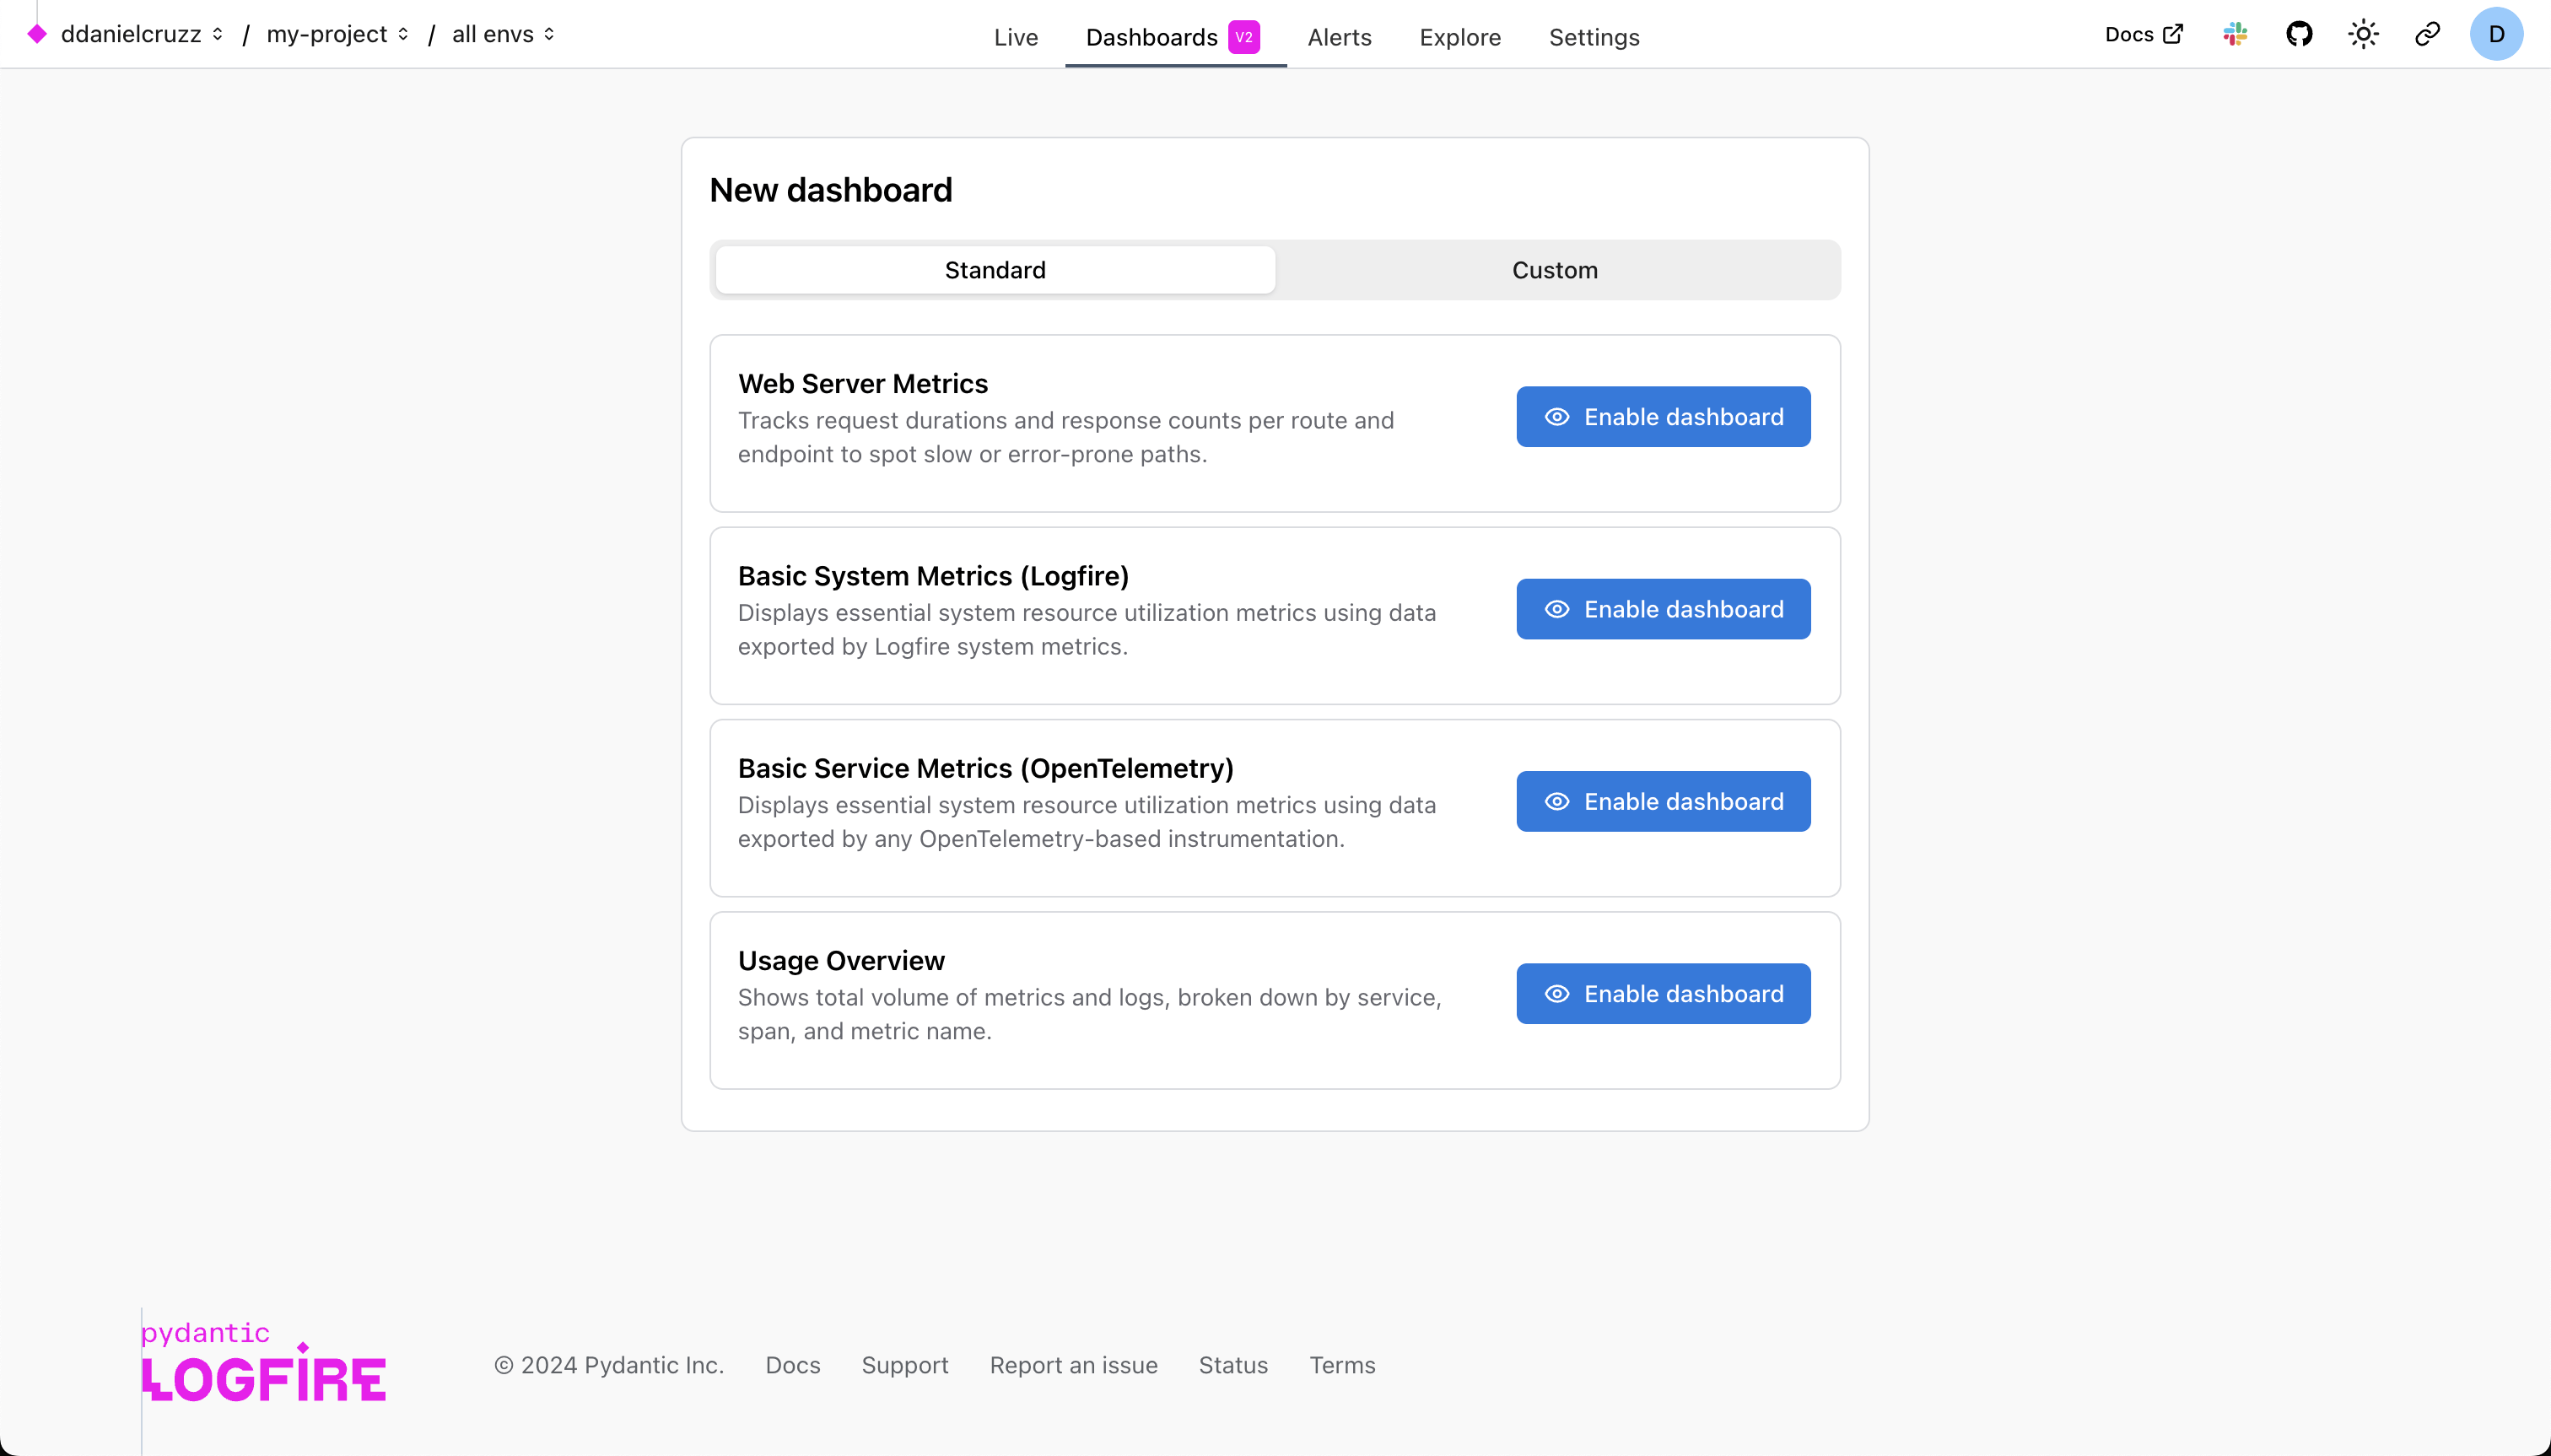 ddanielcruzz / my-project / all envs
Live Dashboards V2 Alerts Explore Settings
Docs D
New dashboard
Standard Custom
Web Server Metrics
Tracks request durations and response counts per route and
endpoint to spot slow or error-prone paths.
Enable dashboard
Basic System Metrics (Logfire)
Displays essential system resource utilization metrics using data
exported by Logfire system metrics.
Enable dashboard
Basic Service Metrics (OpenTelemetry)
Displays essential system resource utilization metrics using data
exported by any OpenTelemetry-based instrumentation.
Enable dashboard
Usage Overview
Shows total volume of metrics and logs, broken down by service,
span, and metric name.
Enable dashboard
pydantic
LOGFIRE
© 2024 Pydantic Inc. Docs Support Report an issue Status Terms